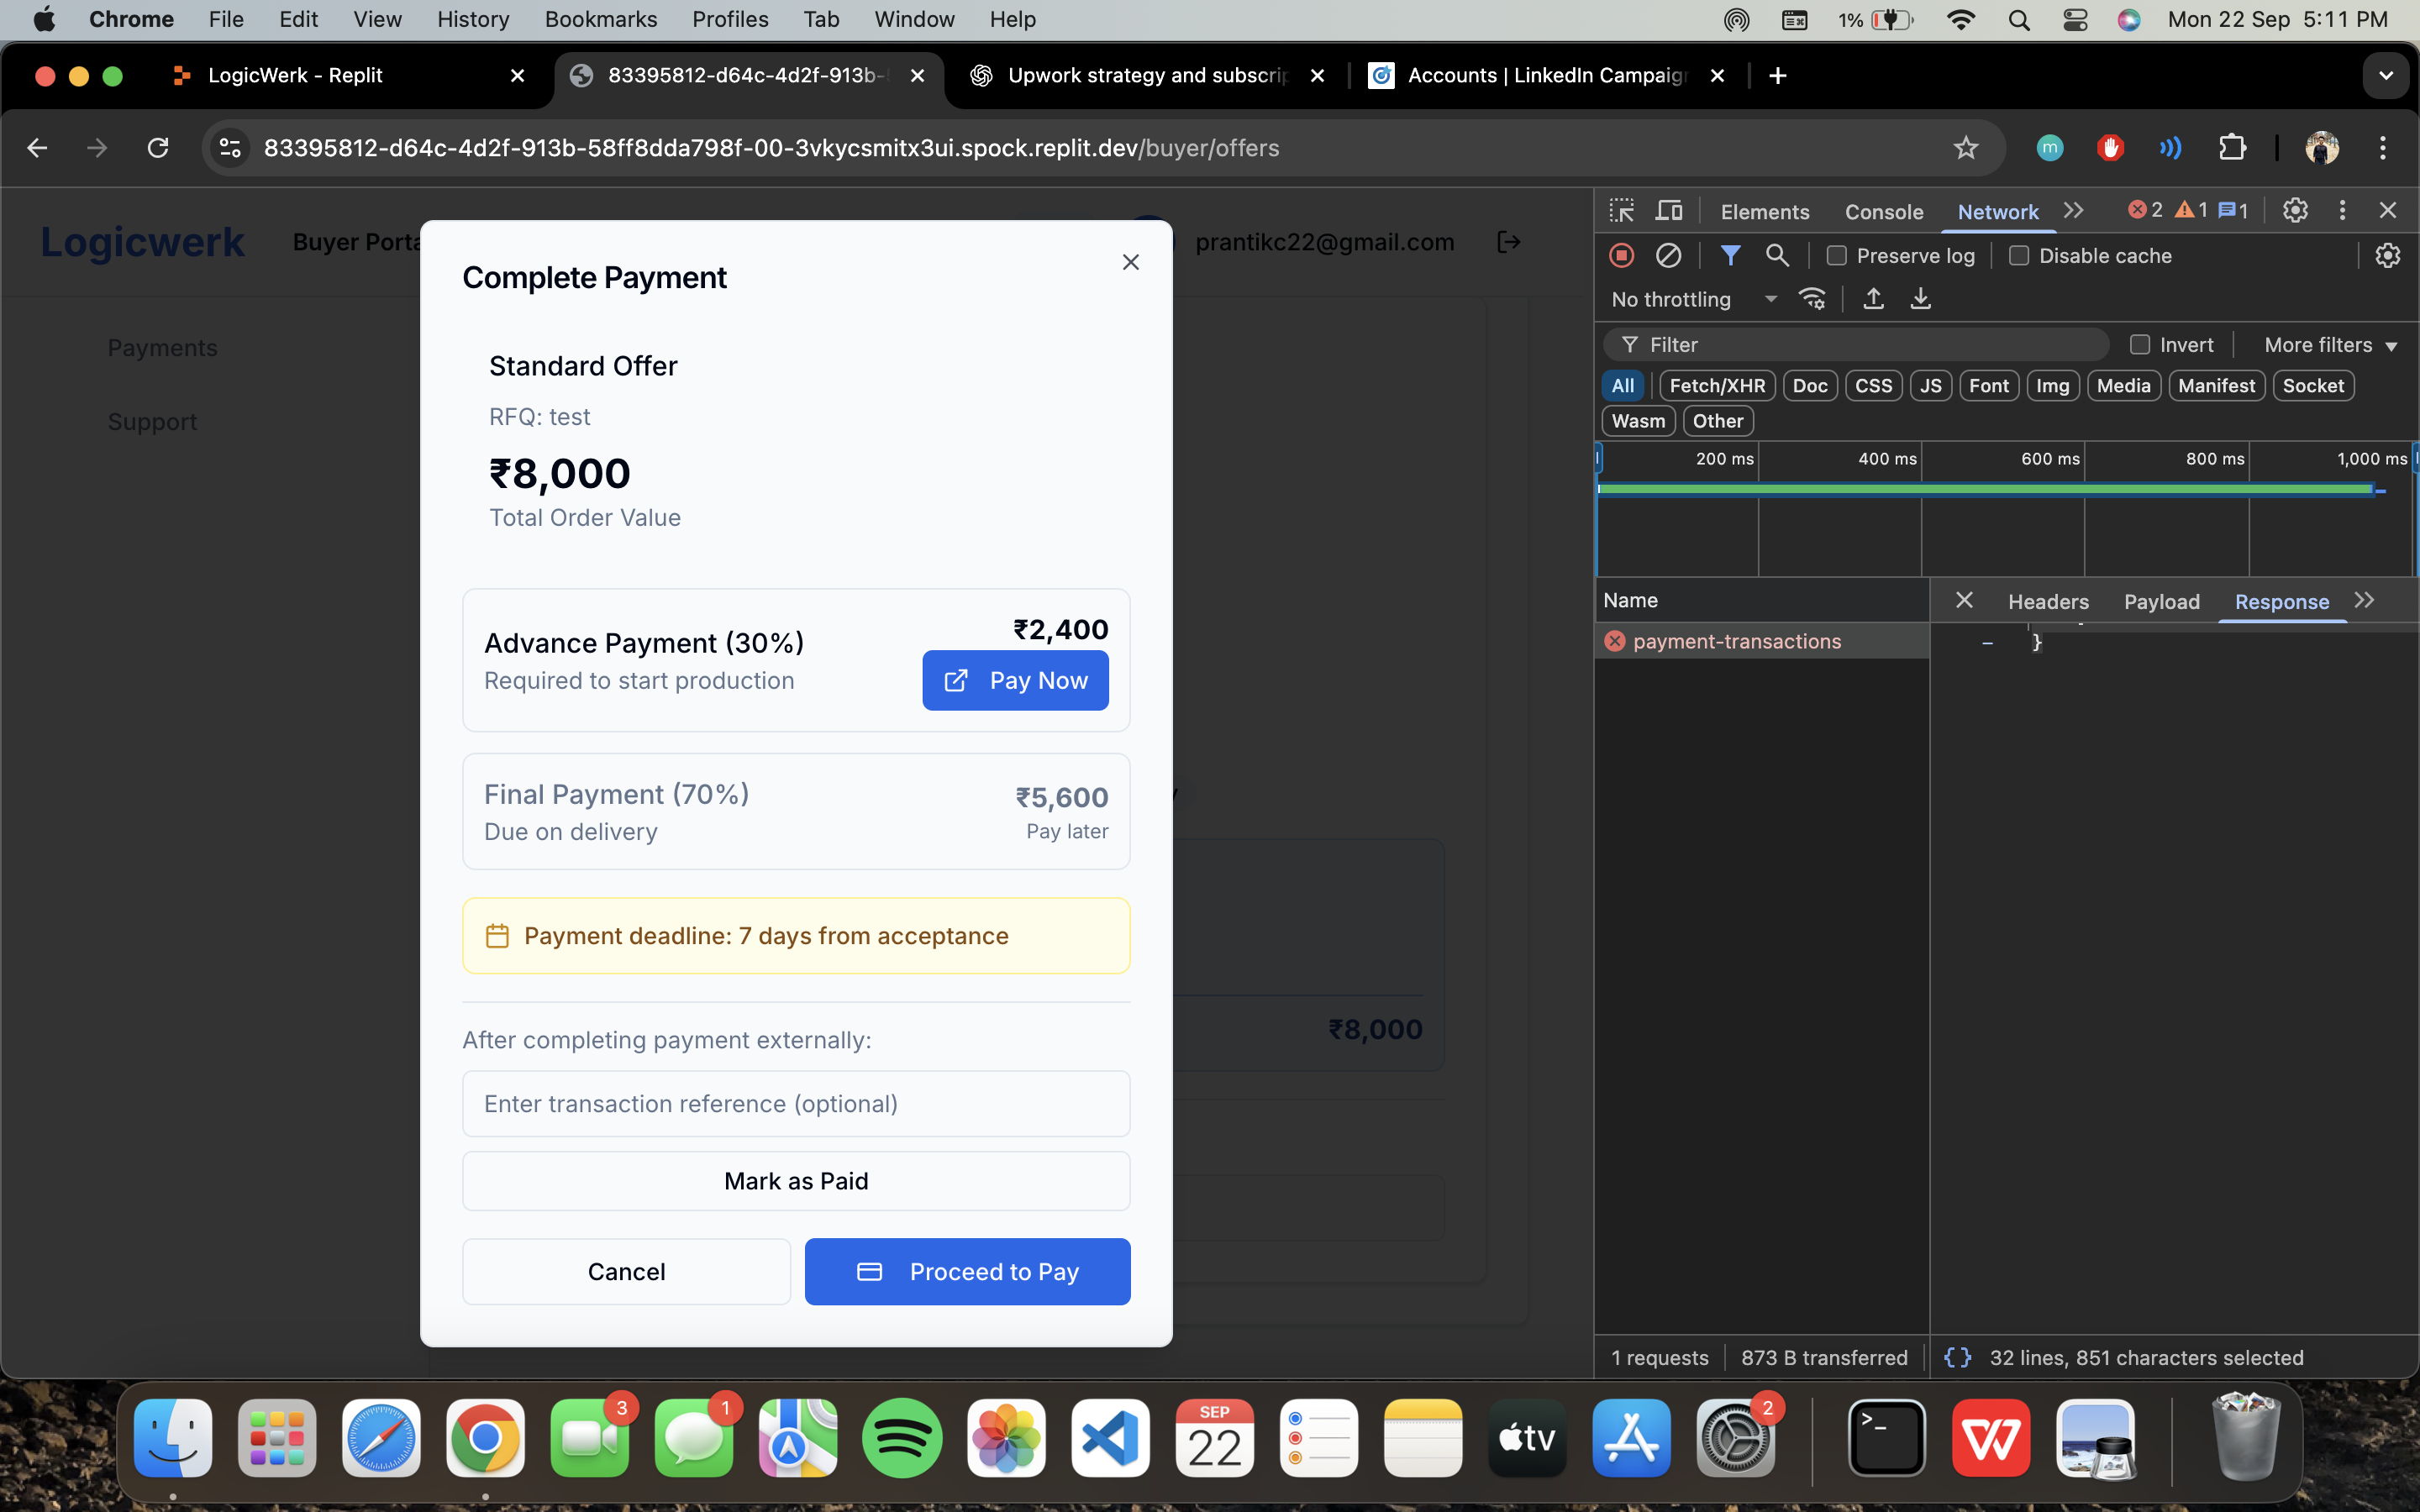 Chrome File Edit View History Bookmarks Profiles Tab Window Help 1% Mon 22 Sep 5:11 PM
LogicWerk - Replit 83395812-d64c-4d2f-913b- Upwork strategy and subscrip Accounts | LinkedIn Campaig
83395812-d64c-4d2f-913b-58ff8dda798f-00-3vkycsmitx3ui.spock.replit.dev/buyer/offers m
Logicwerk Buyer Porta prantikc22@gmail.com
Payments
Support
Complete Payment
Standard Offer
RFQ: test
₹8,000
Total Order Value
Advance Payment (30%)
₹2,400
Required to start production
Pay Now
Final Payment (70%)
₹5,600
Due on delivery
Pay later
Payment deadline: 7 days from acceptance
After completing payment externally:
Enter transaction reference (optional)
Mark as Paid
Cancel
Proceed to Pay
₹8,000
Elements Console Network 2 1 1
Preserve log Disable cache
No throttling
Filter Invert More filters
All Fetch/XHR Doc CSS JS Font Img Media Manifest Socket
Wasm Other
200 ms 400 ms 600 ms 800 ms 1,000 ms
Name Headers Payload Response
payment-transactions - }
1 requests 873 B transferred {} 32 lines, 851 characters selected
3 1 SEP 22 tv 2